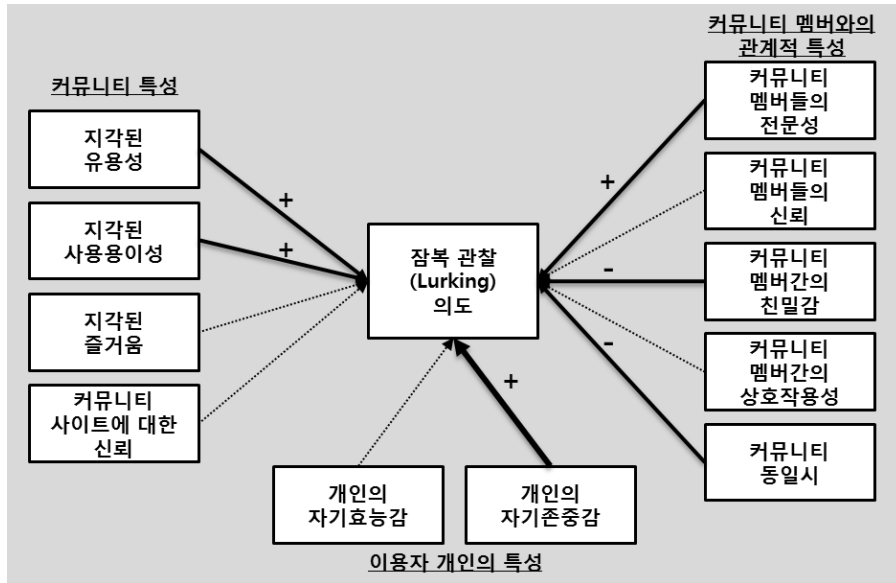 커뮤니티 특성
지각된
유용성
지각된
사용용이성
지각된
즐거움
커뮤니티
사이트에 대한
신뢰
+
+
잠복 관찰
(Lurking)
의도
+
개인의
자기효능감
개인의
자기존중감
이용자 개인의 특성
커뮤니티 멤버와의
관계적 특성
커뮤니티
멤버들의
전문성
커뮤니티
멤버들의
신뢰
커뮤니티
멤버간의
친밀감
커뮤니티
멤버간의
상호작용성
커뮤니티
동일시
+
-
-